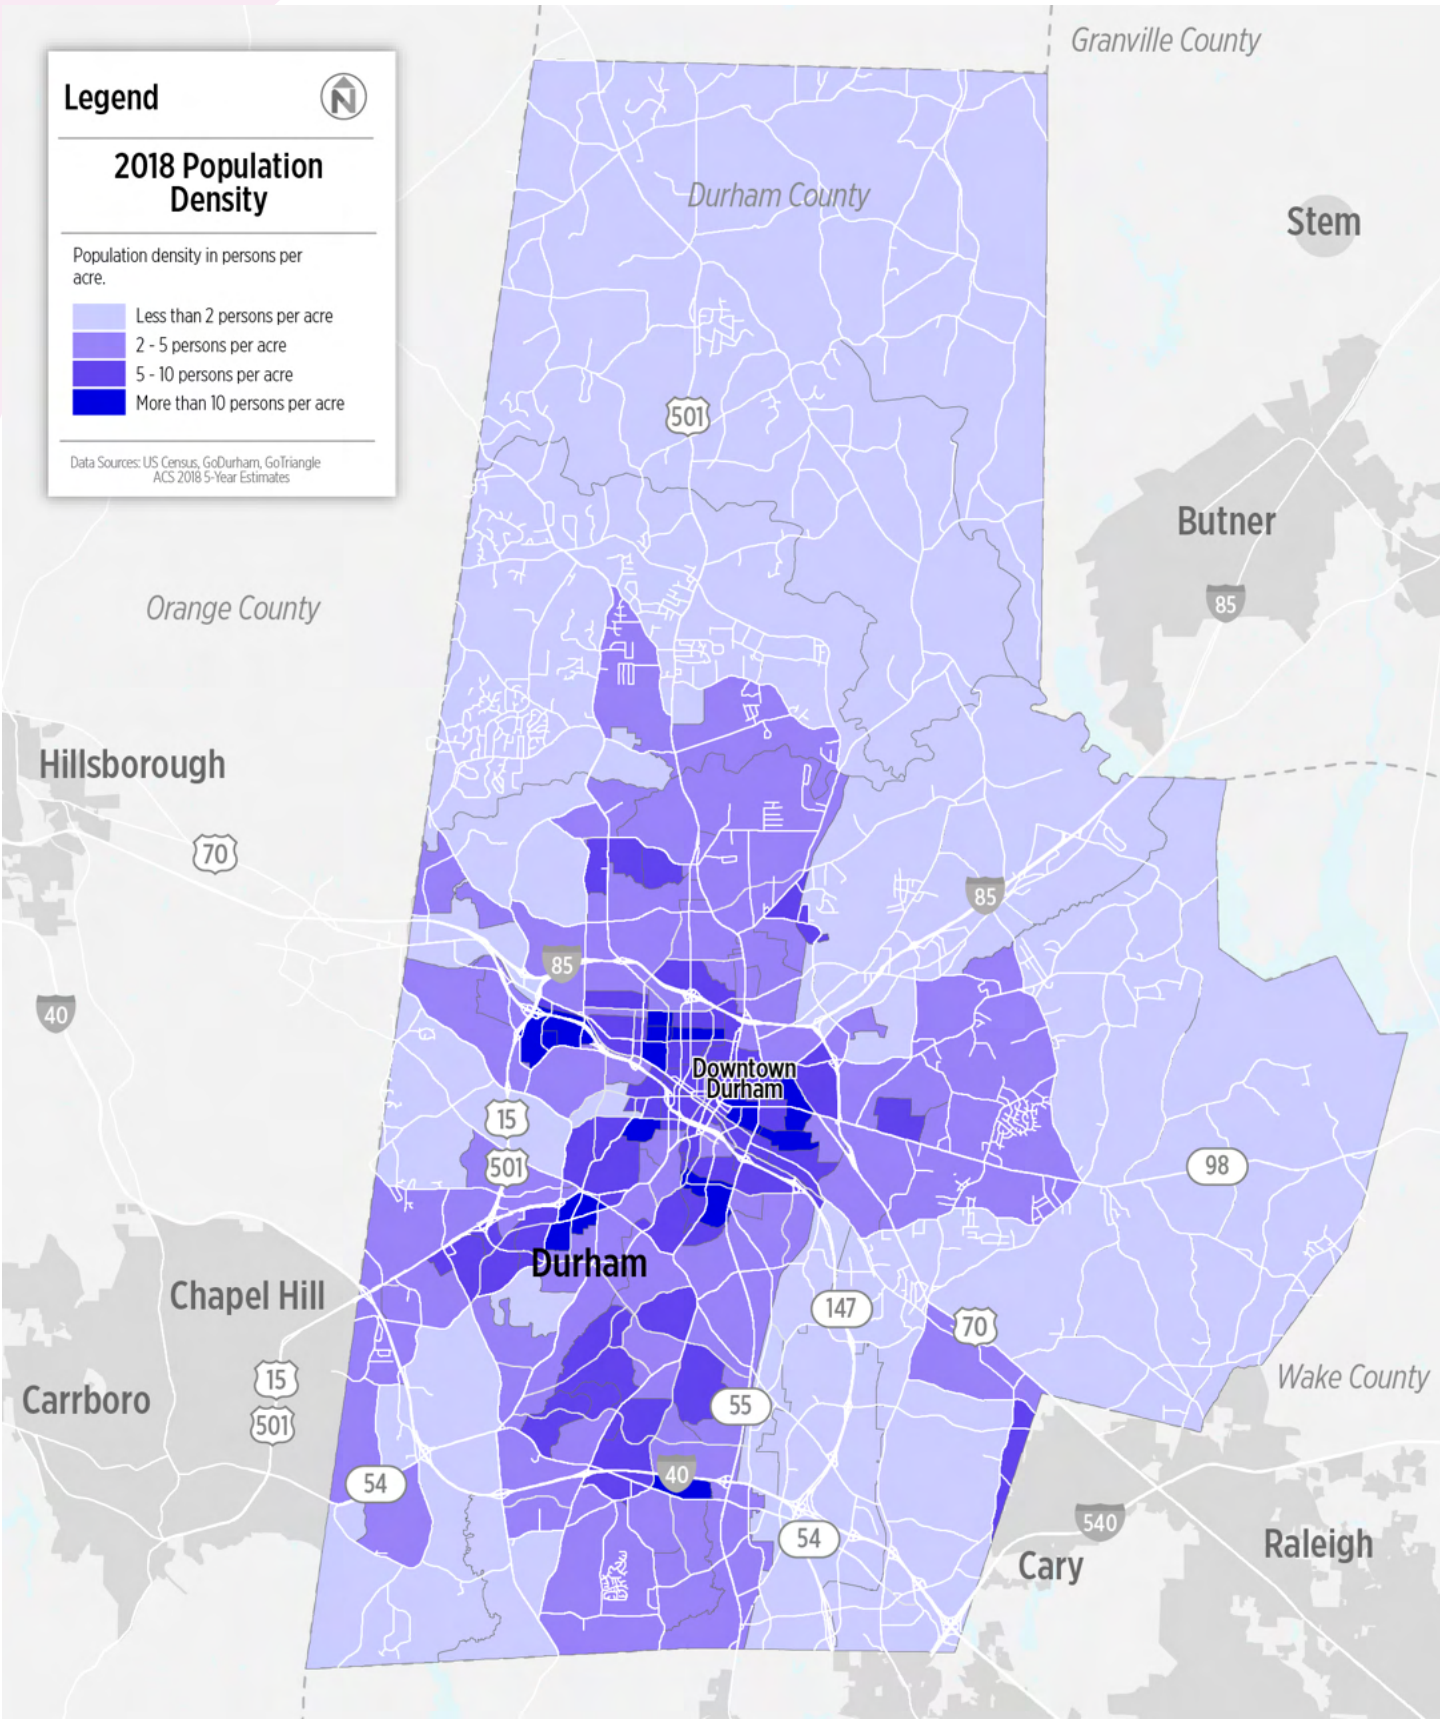 Granville County
Legend
N
2018 Population
Density
Population density in persons per
acre.
Less than 2 persons per acre
2 - 5 persons per acre
5 - 10 persons per acre
More than 10 persons per acre
Data Sources: US Census, GoDurham, GoTriangle
ACS 2018 5-Year Estimates
Durham County
Stem
501
Butner
85
Orange County
Hillsborough
70
85
85
40
Downtown
Durham
15
501
98
Durham
Chapel Hill
147
70
15
501
Wake County
Carrboro
55
40
54
540
54
Cary
Raleigh